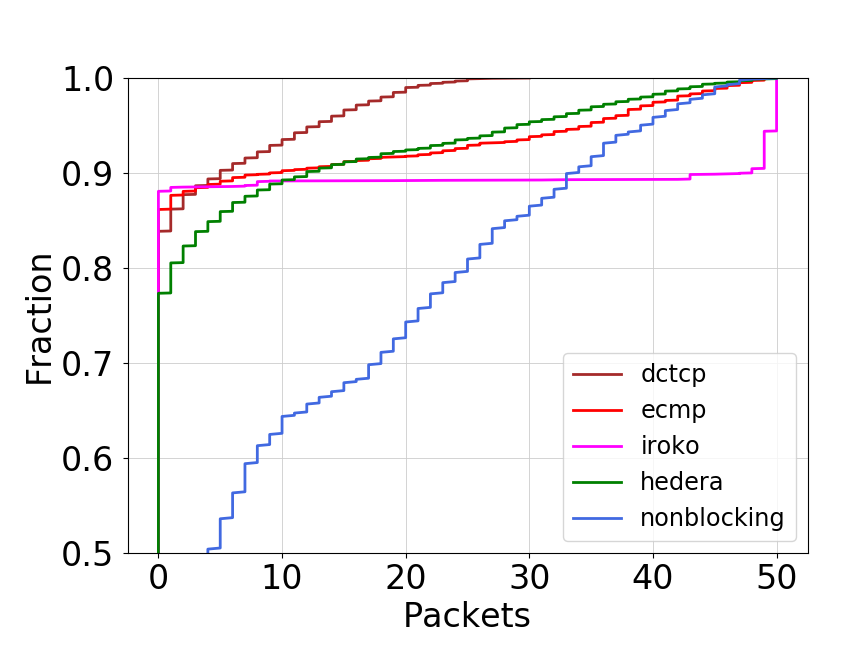 1.0
0.9
0.8
0.7
0.6
0.5
Fraction
dctcp
ecmp
iroko
hedera
nonblocking
0 10 20 30 40 50
Packets